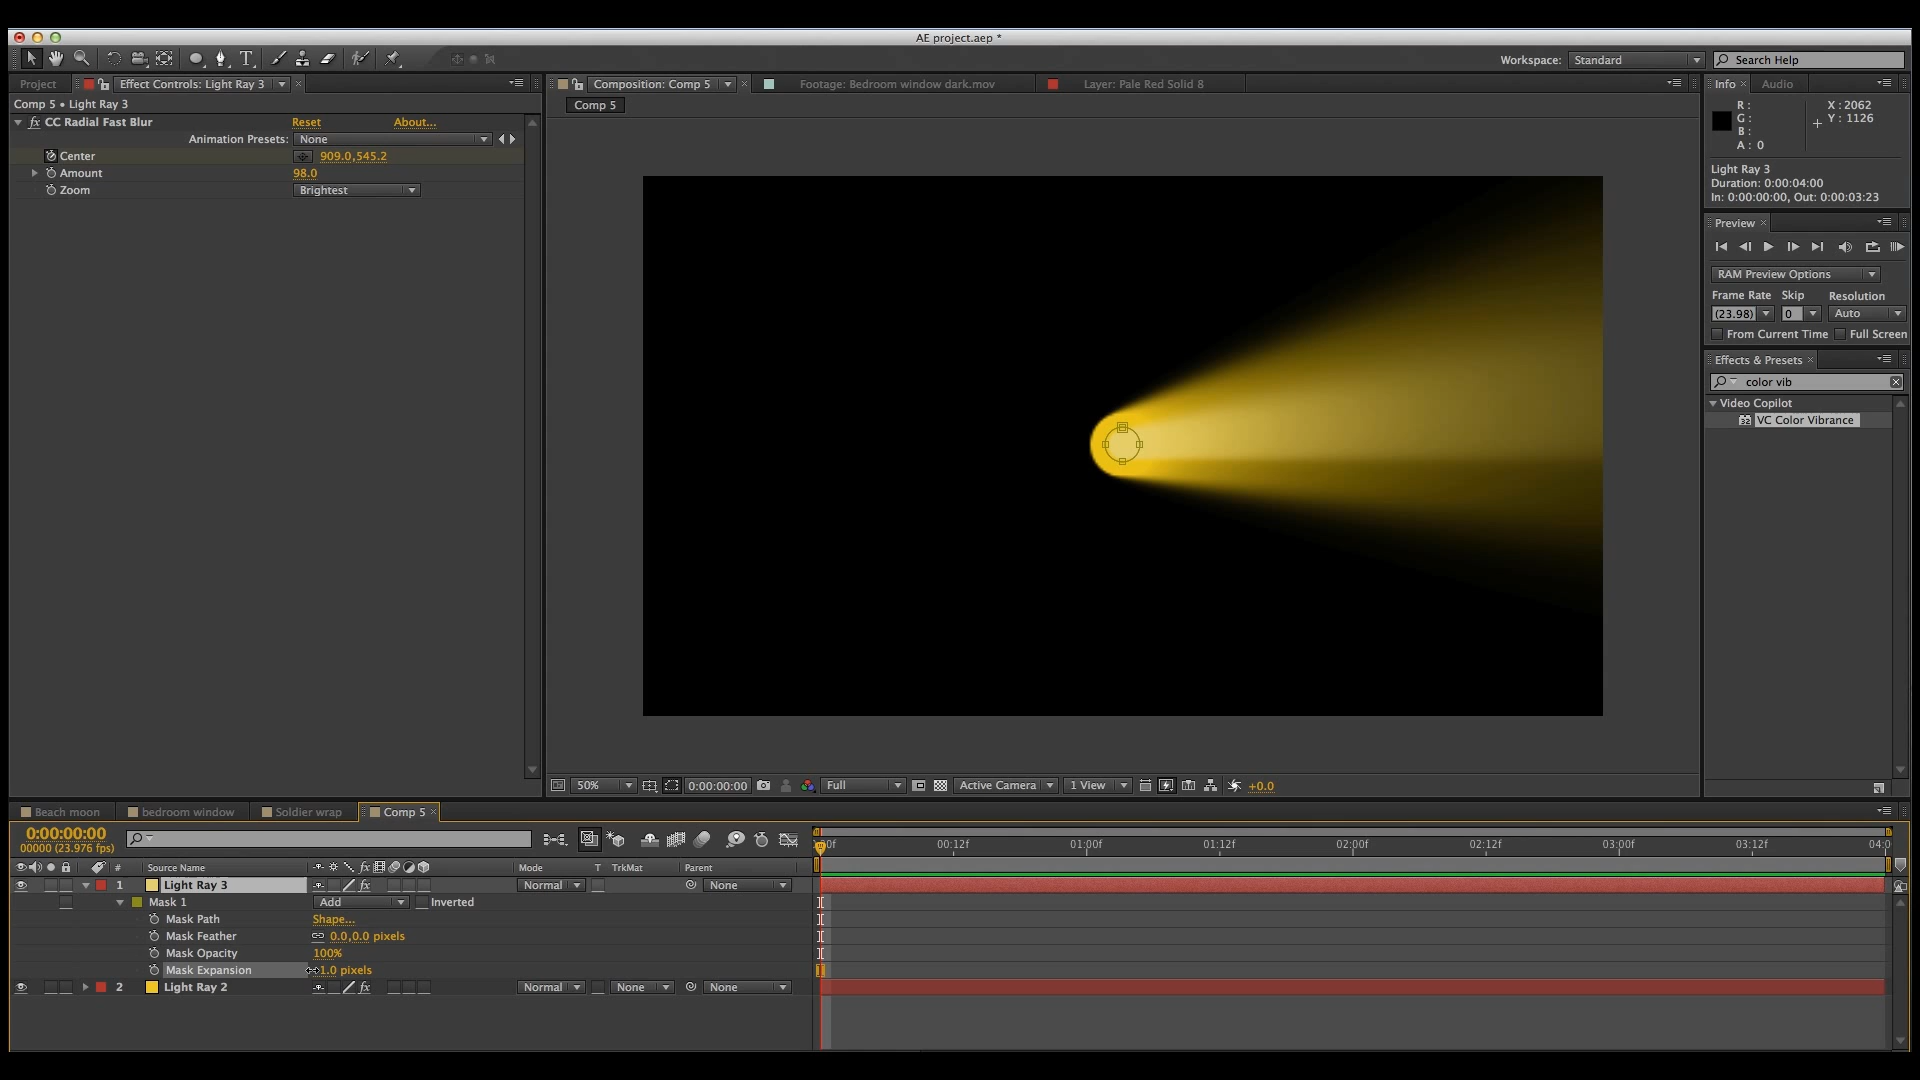 AE project.aep *
Workspace: Standard Search Help
Project Effect Controls: Light Ray 3
Comp 5 • Light Ray 3
fx CC Radial Fast Blur Reset About...
Animation Presets: None
Center 909.0,545.2
Amount 98.0
Zoom Brightest
Composition: Comp 5 Footage: Bedroom window dark.mov Layer: Pale Red Solid 8
Comp 5
50% 0:00:00:00 Full Active Camera 1 View +0.0
Info Audio
R: X: 2062
G: Y: 1126
B:
A: 0
Light Ray 3
Duration: 0:00:04:00
In: 0:00:00:00, Out: 0:00:03:23
Preview
RAM Preview Options
Frame Rate Skip Resolution
(23.98) 0 Auto
From Current Time Full Screen
Effects & Presets
color vib
Video Copilot
32 VC Color Vibrance
Beach moon bedroom window Soldier wrap Comp 5
0:00:00:00
00000 (23.976 fps)
00:12f 01:00f 01:12f 02:00f 02:12f 03:00f 03:12f 04:0
# Source Name fx Mode T TrkMat Parent
1 Light Ray 3 fx Normal None
Mask 1 Add Inverted
Mask Path Shape...
Mask Feather 0.0,0.0 pixels
Mask Opacity 100%
Mask Expansion 1.0 pixels
2 Light Ray 2 fx Normal None None